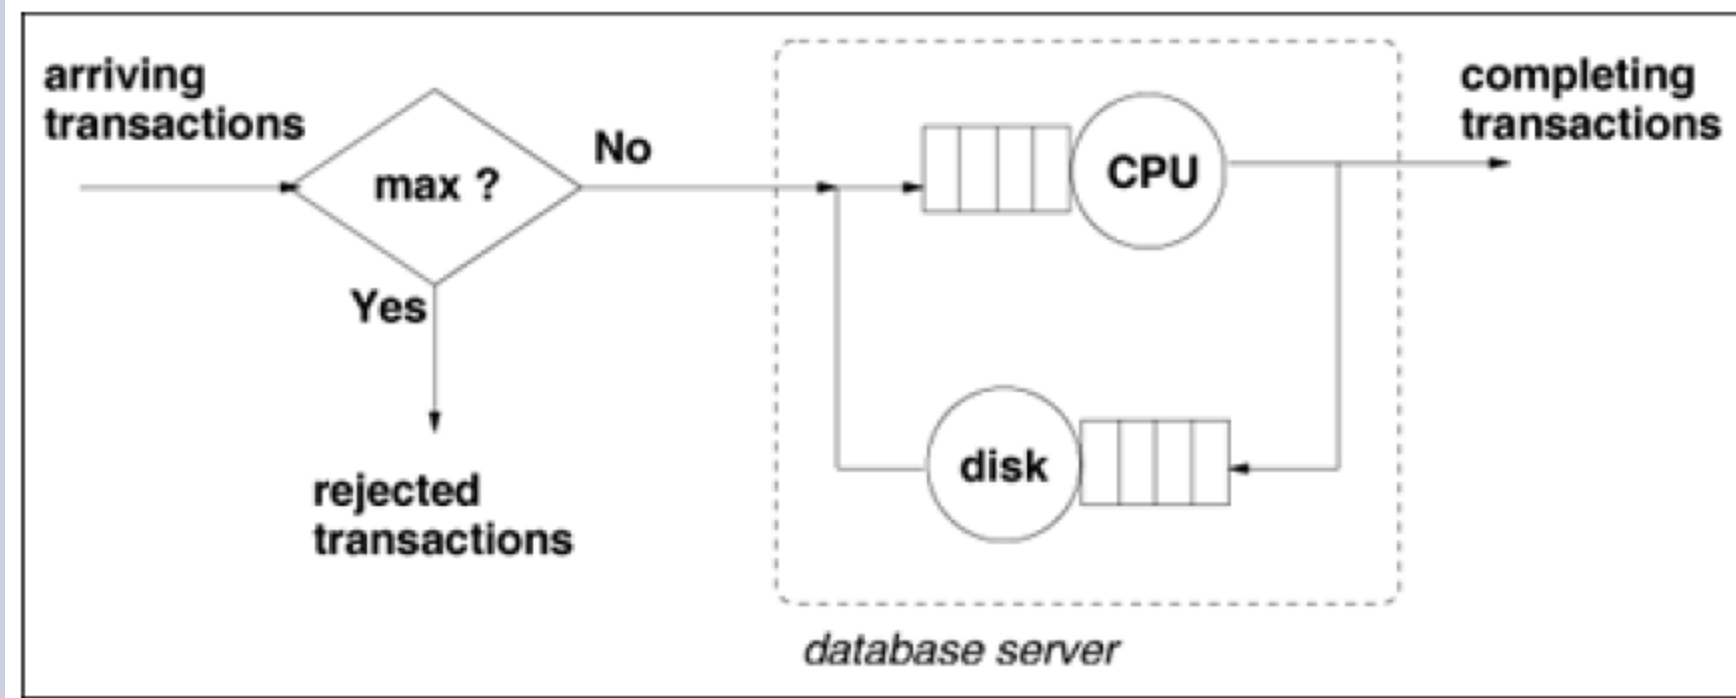 arriving
transactions
max ?
No
Yes
rejected
transactions
CPU
disk
completing
transactions
database server